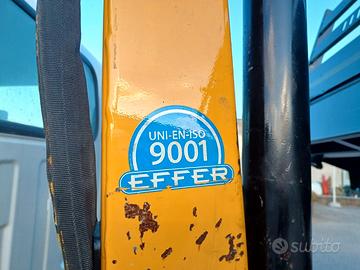 UNI-EN-ISO
9001
EFFER
subito